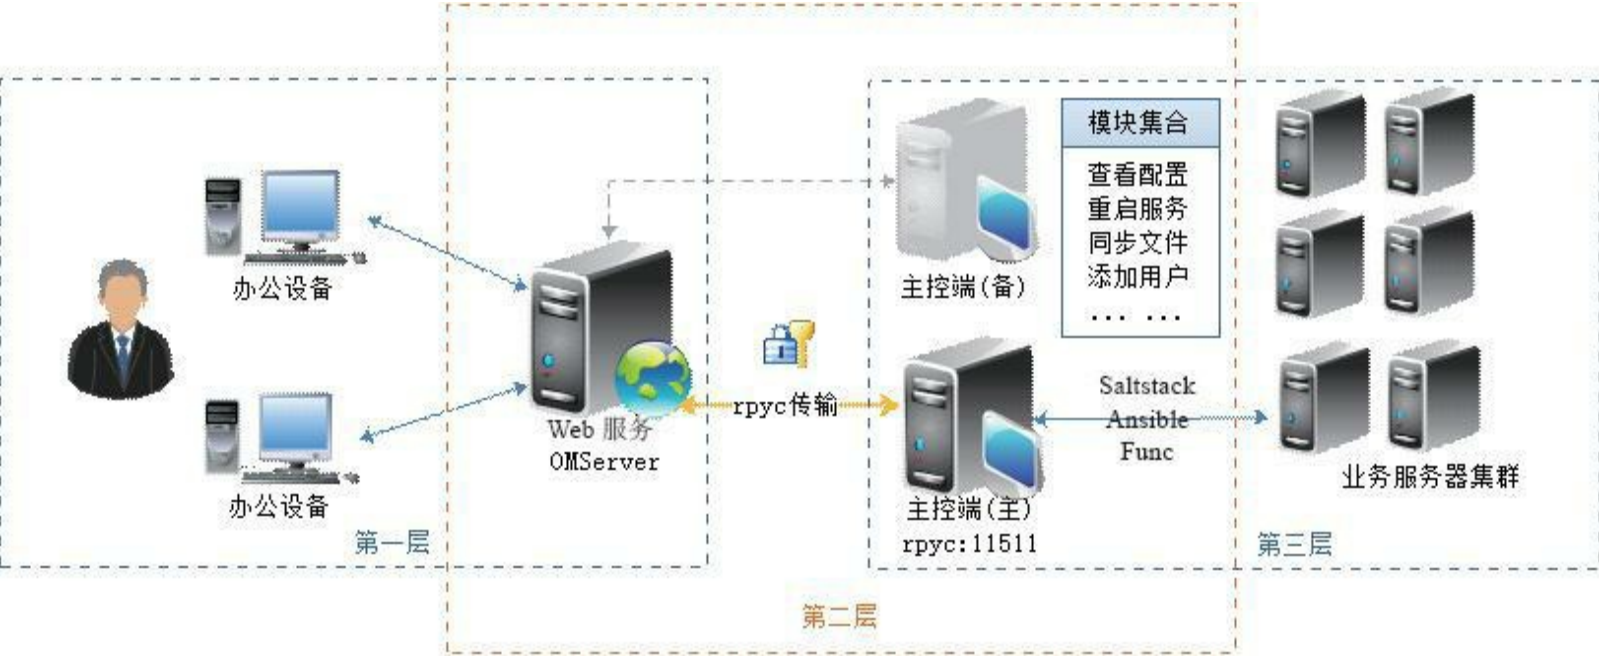 办公设备
办公设备
第一层
Web 服务
OMServer
rpyc传输
第二层
主控端(备)
模块集合
查看配置
重启服务
同步文件
添加用户
... ...
主控端(主)
rpyc:11511
Saltstack
Ansible
Func
业务服务器集群
第三层